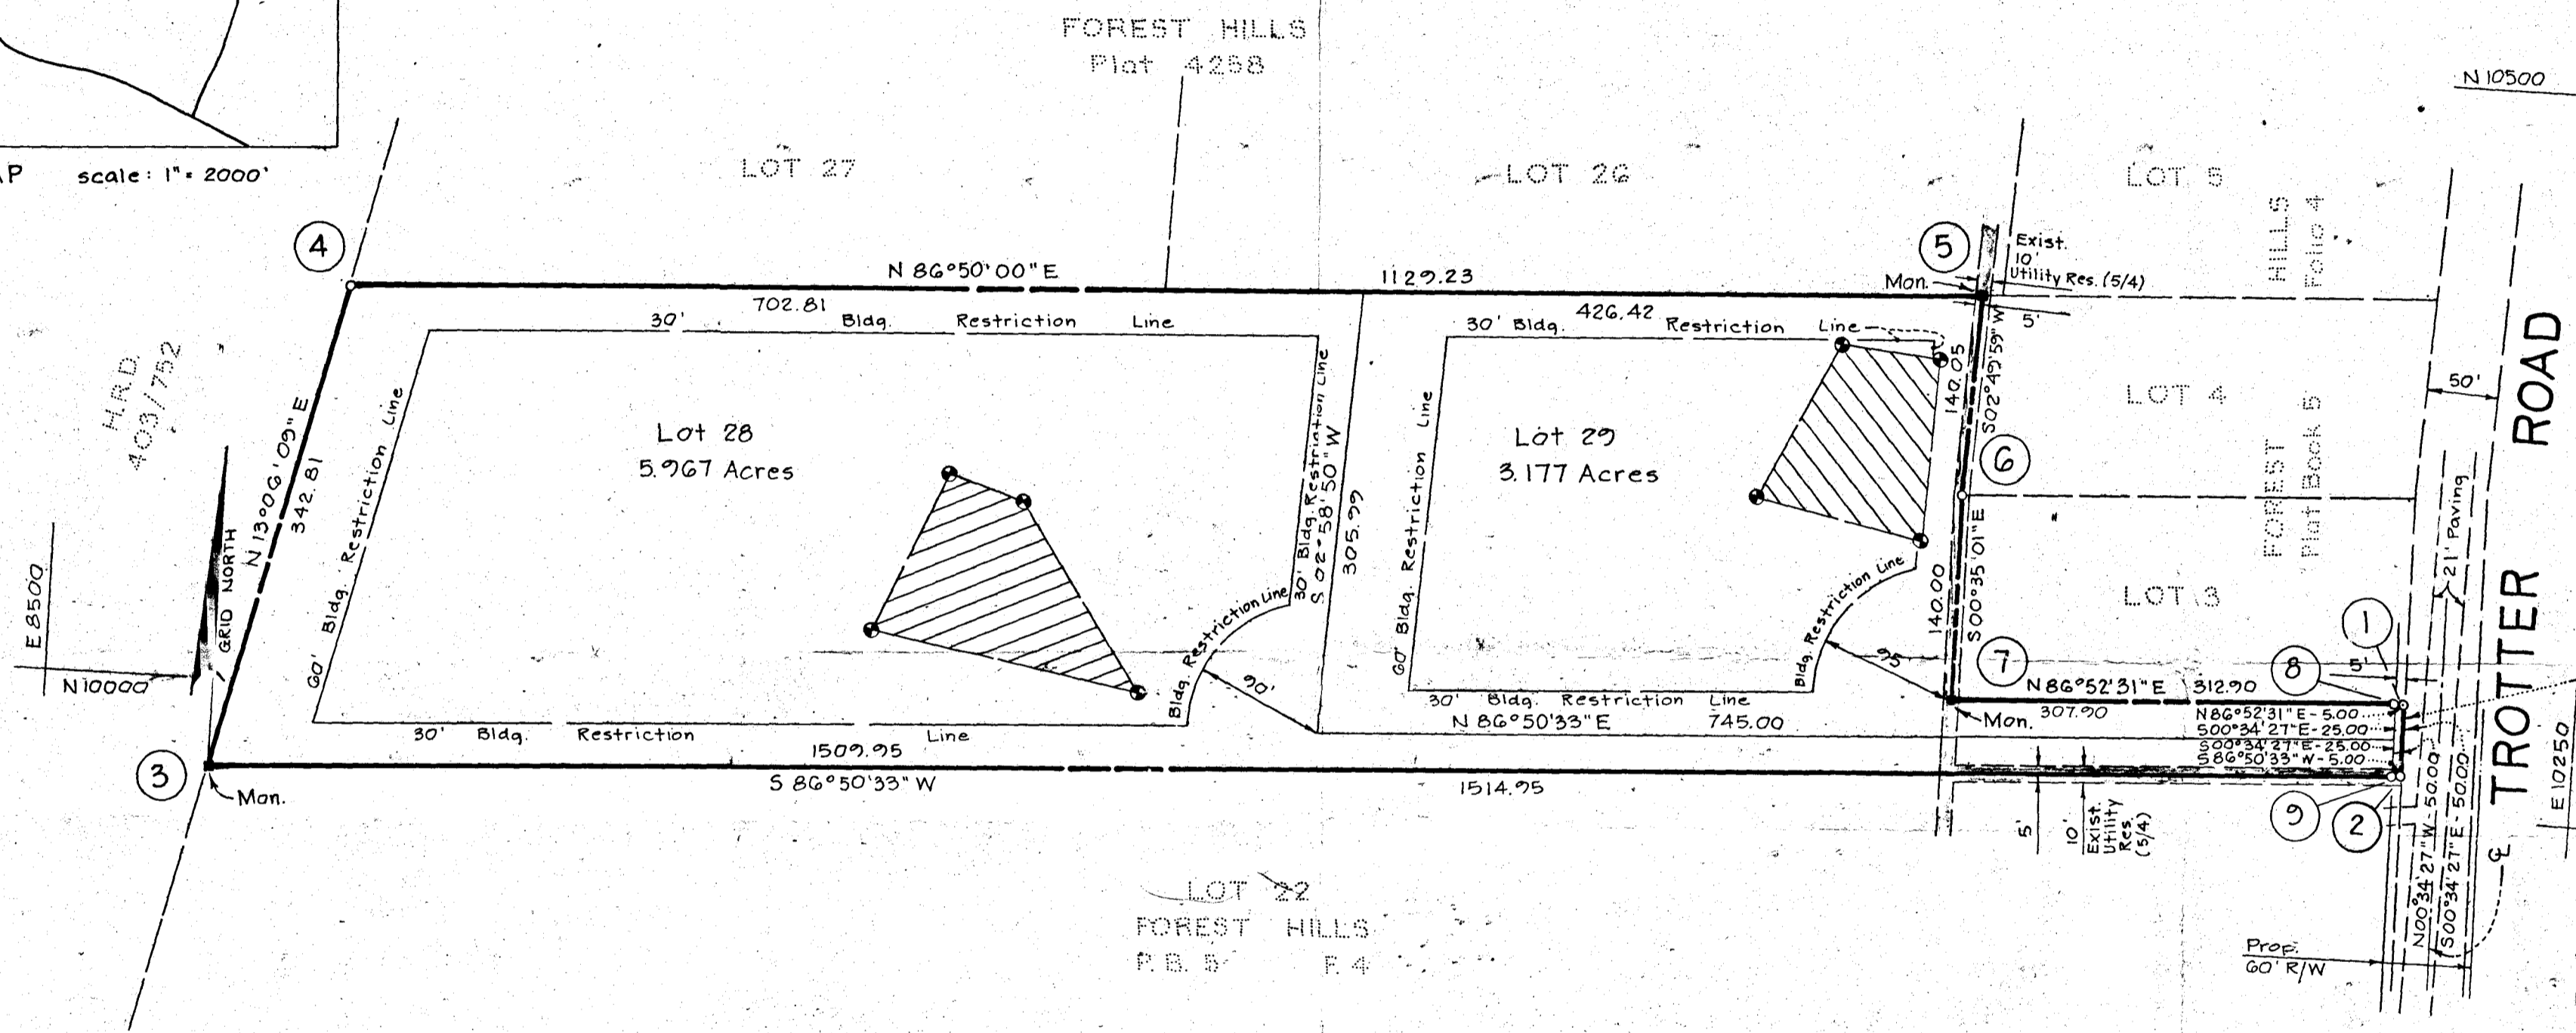 FOREST HILLS
Plat 4258
N 10500
AP scale: 1" = 2000'
LOT 27
LOT 26
LOT 5
HILLS
Folio 4
4
5
Exist.
10'
Utility Res. (5/4)
Mon.
5'
N 86°50'00" E
1129.23
702.81
426.42
30' Bldg. Restriction Line
30' Bldg. Restriction Line
H.R.D.
403/752
N 13°06'09" E
342.81
60' Bldg. Restriction Line
Lot 28
5.967 Acres
30' Bldg. Restriction Line
S 02°58'50" W
305.99
60' Bldg. Restriction Line
Lot 29
3.177 Acres
140.05
S02°49'59"W
6
LOT 4
50'
FOREST
Plat Book 5
21' Paving
TROTTER ROAD
GRID NORTH
E 8500
N 10000
Bldg. Restriction Line
90'
Bldg. Restriction Line
95'
140.00
S00°35'01"E
LOT 3
1
7
8
5'
N 86°52'31" E 312.90
307.90
Mon.
N86°52'31"E-5.00
S00°34'27"E-25.00
S00°34'27"E-25.00
S86°50'33"W-5.00
30' Bldg. Restriction Line
N 86°50'33" E 745.00
30' Bldg. Restriction Line
1509.95
S 86°50'33" W
1514.95
3
Mon.
5'
10'
Exist.
Utility
Res.
(5/4)
9
2
N00°34'27"W-50.00
S00°34'27"E-50.00
℄
E 10250
LOT 22
FOREST HILLS
P. B. 5 F. 4
Prop.
60' R/W